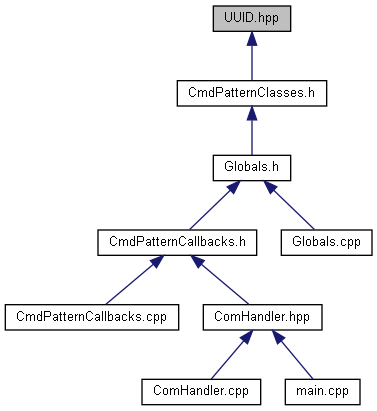 UUID.hpp
CmdPatternClasses.h
Globals.h
CmdPatternCallbacks.h
Globals.cpp
CmdPatternCallbacks.cpp
ComHandler.hpp
ComHandler.cpp
main.cpp